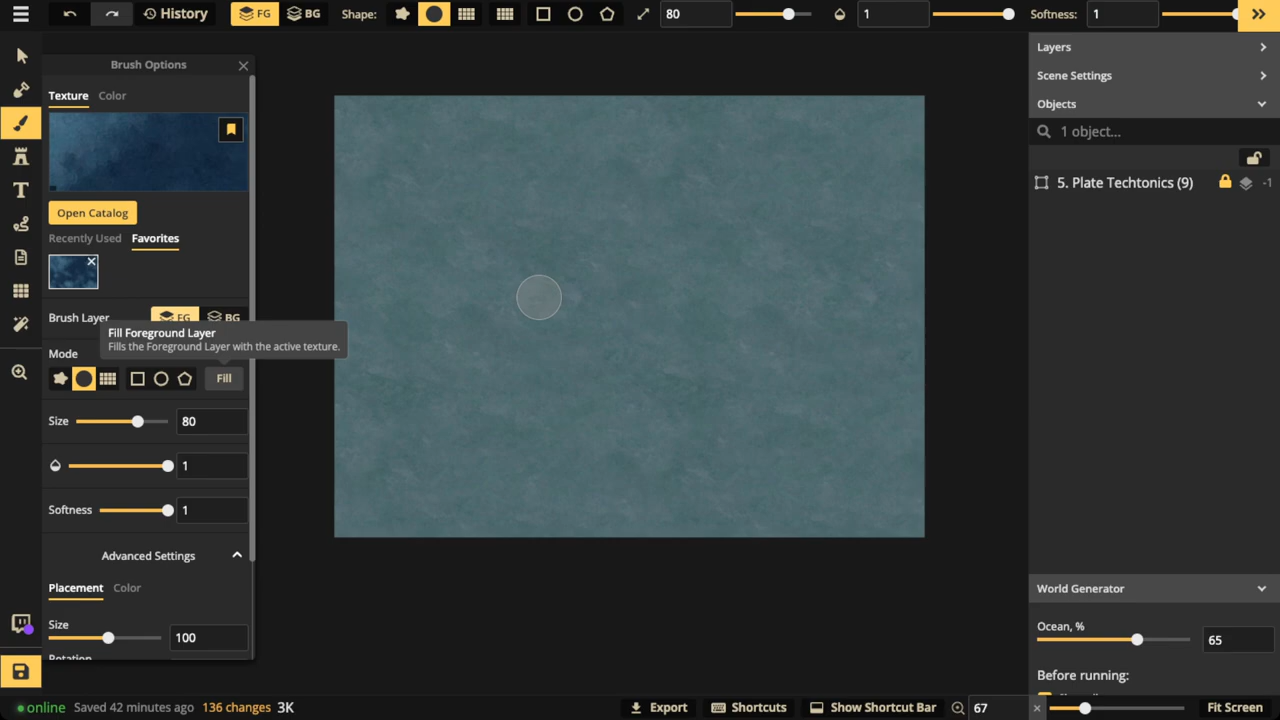 History
FG
BG
Shape:
80
1
Softness:
1
Brush Options
Texture
Color
Open Catalog
Recently Used
Favorites
Brush Layer
FG
BG
Fill Foreground Layer
Fills the Foreground Layer with the active texture.
Mode
Fill
Size
80
1
Softness
1
Advanced Settings
Placement
Color
Size
100
Rotation
Layers
Scene Settings
Objects
1 object...
5. Plate Techtonics (9)
-1
World Generator
Ocean, %
65
Before running:
online
Saved 42 minutes ago
136 changes
3K
Export
Shortcuts
Show Shortcut Bar
67
Fit Screen